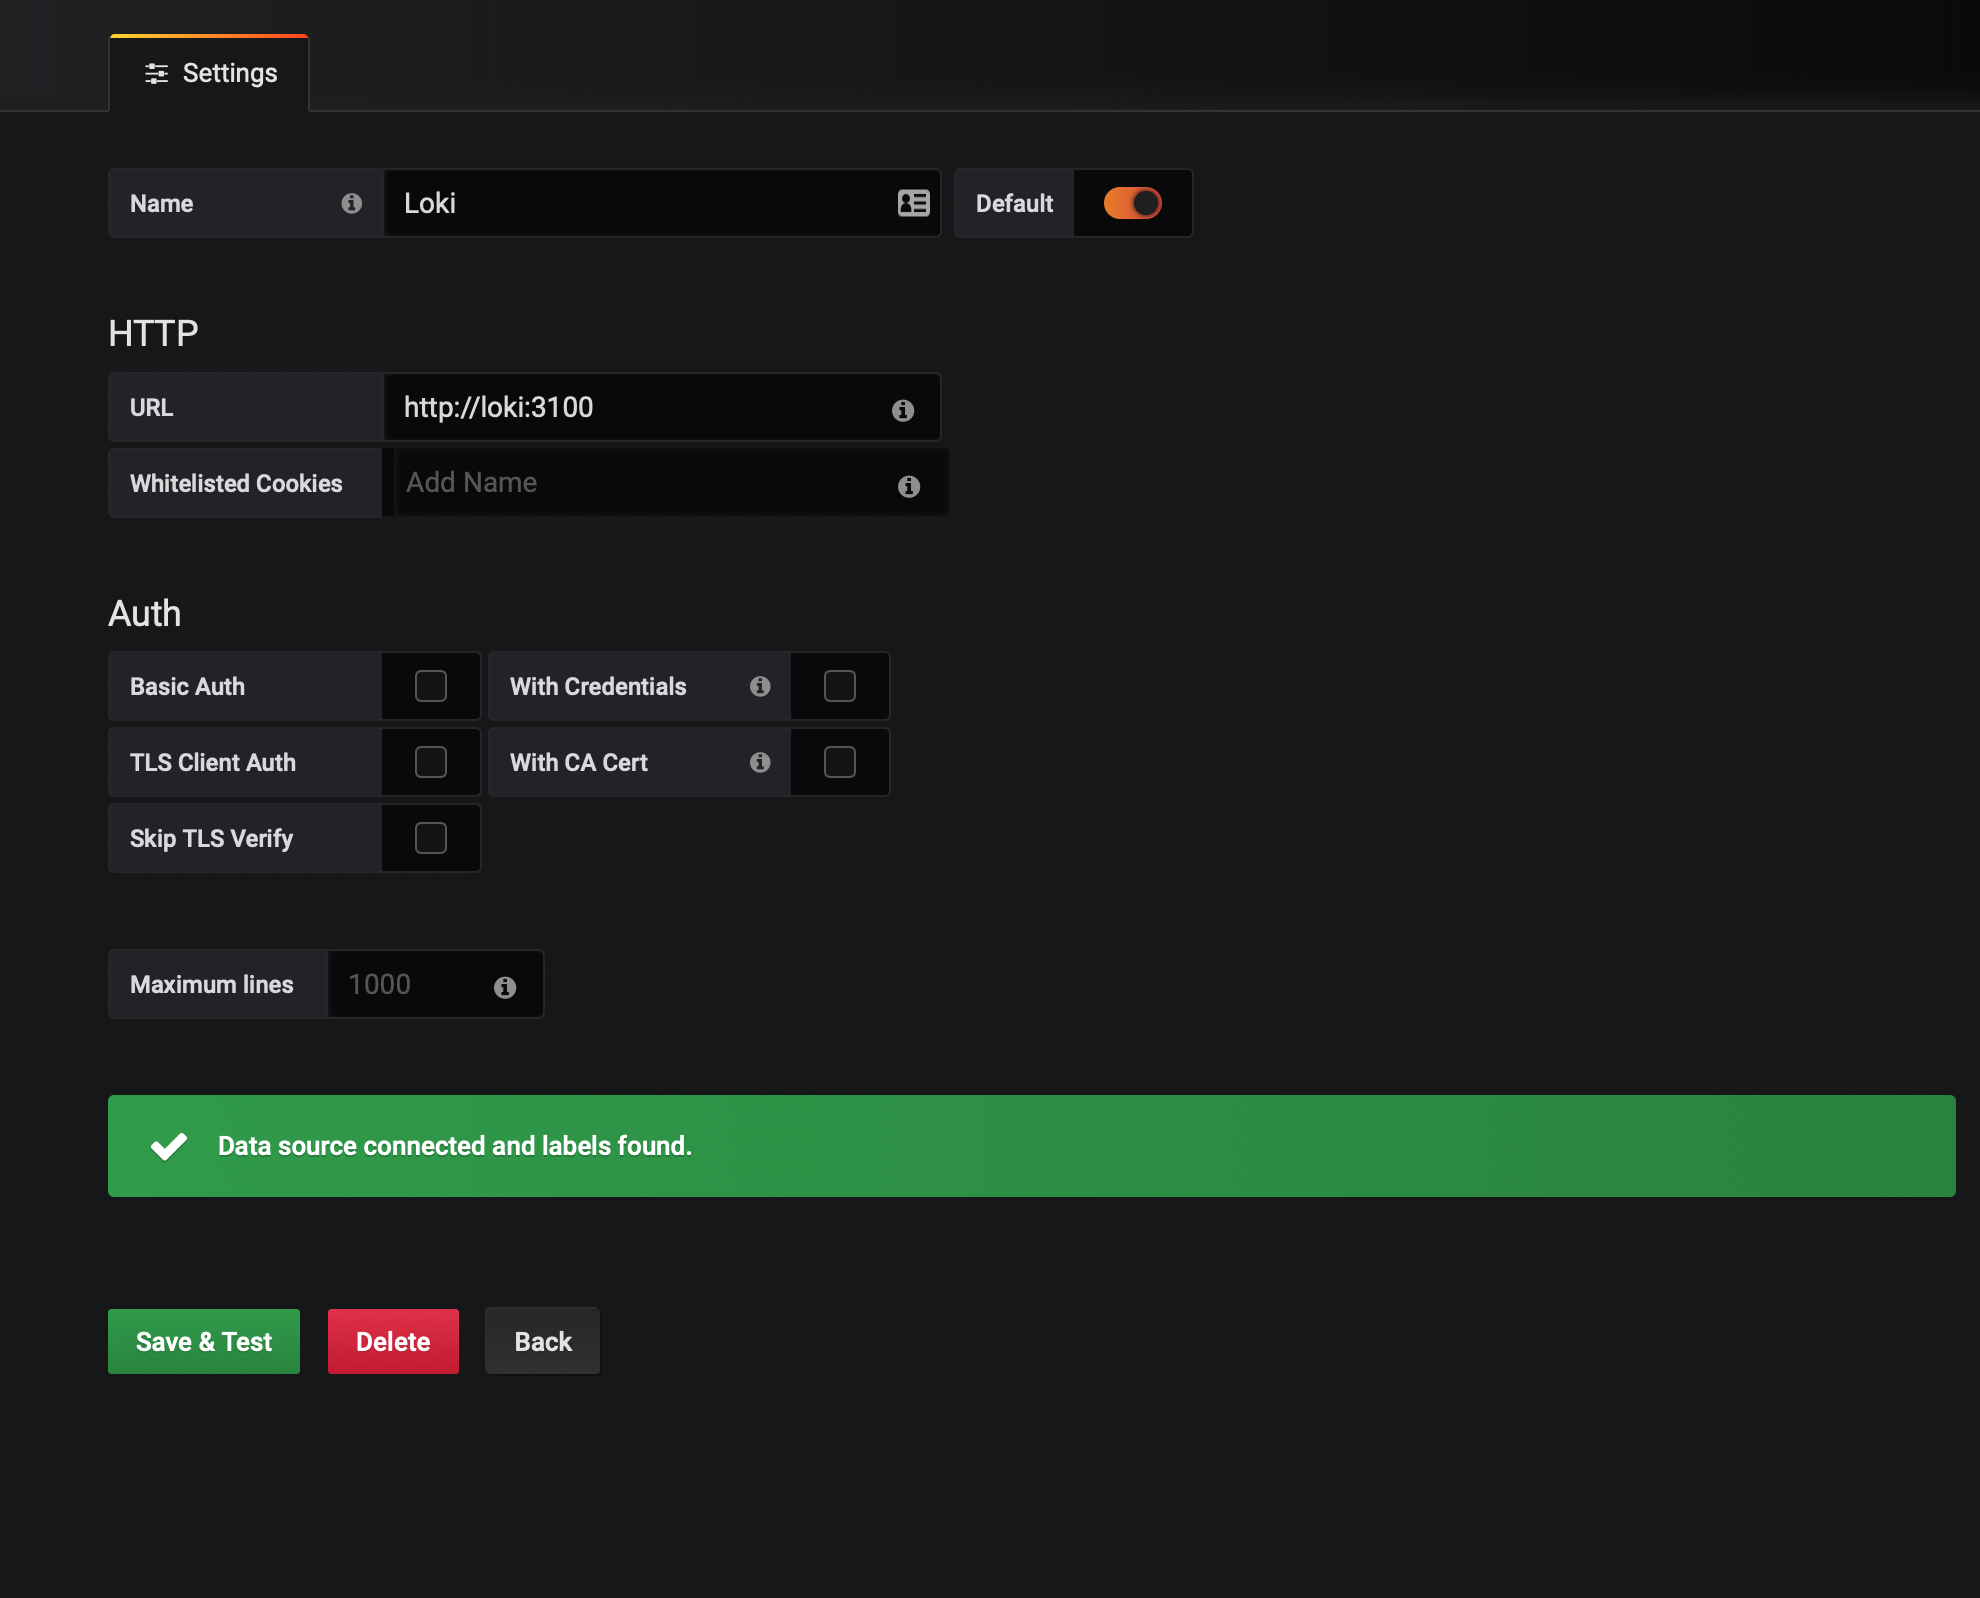 Settings
Name Loki Default
HTTP
URL http://loki:3100
Whitelisted Cookies Add Name
Auth
Basic Auth With Credentials
TLS Client Auth With CA Cert
Skip TLS Verify
Maximum lines 1000
Data source connected and labels found.
Save & Test Delete Back